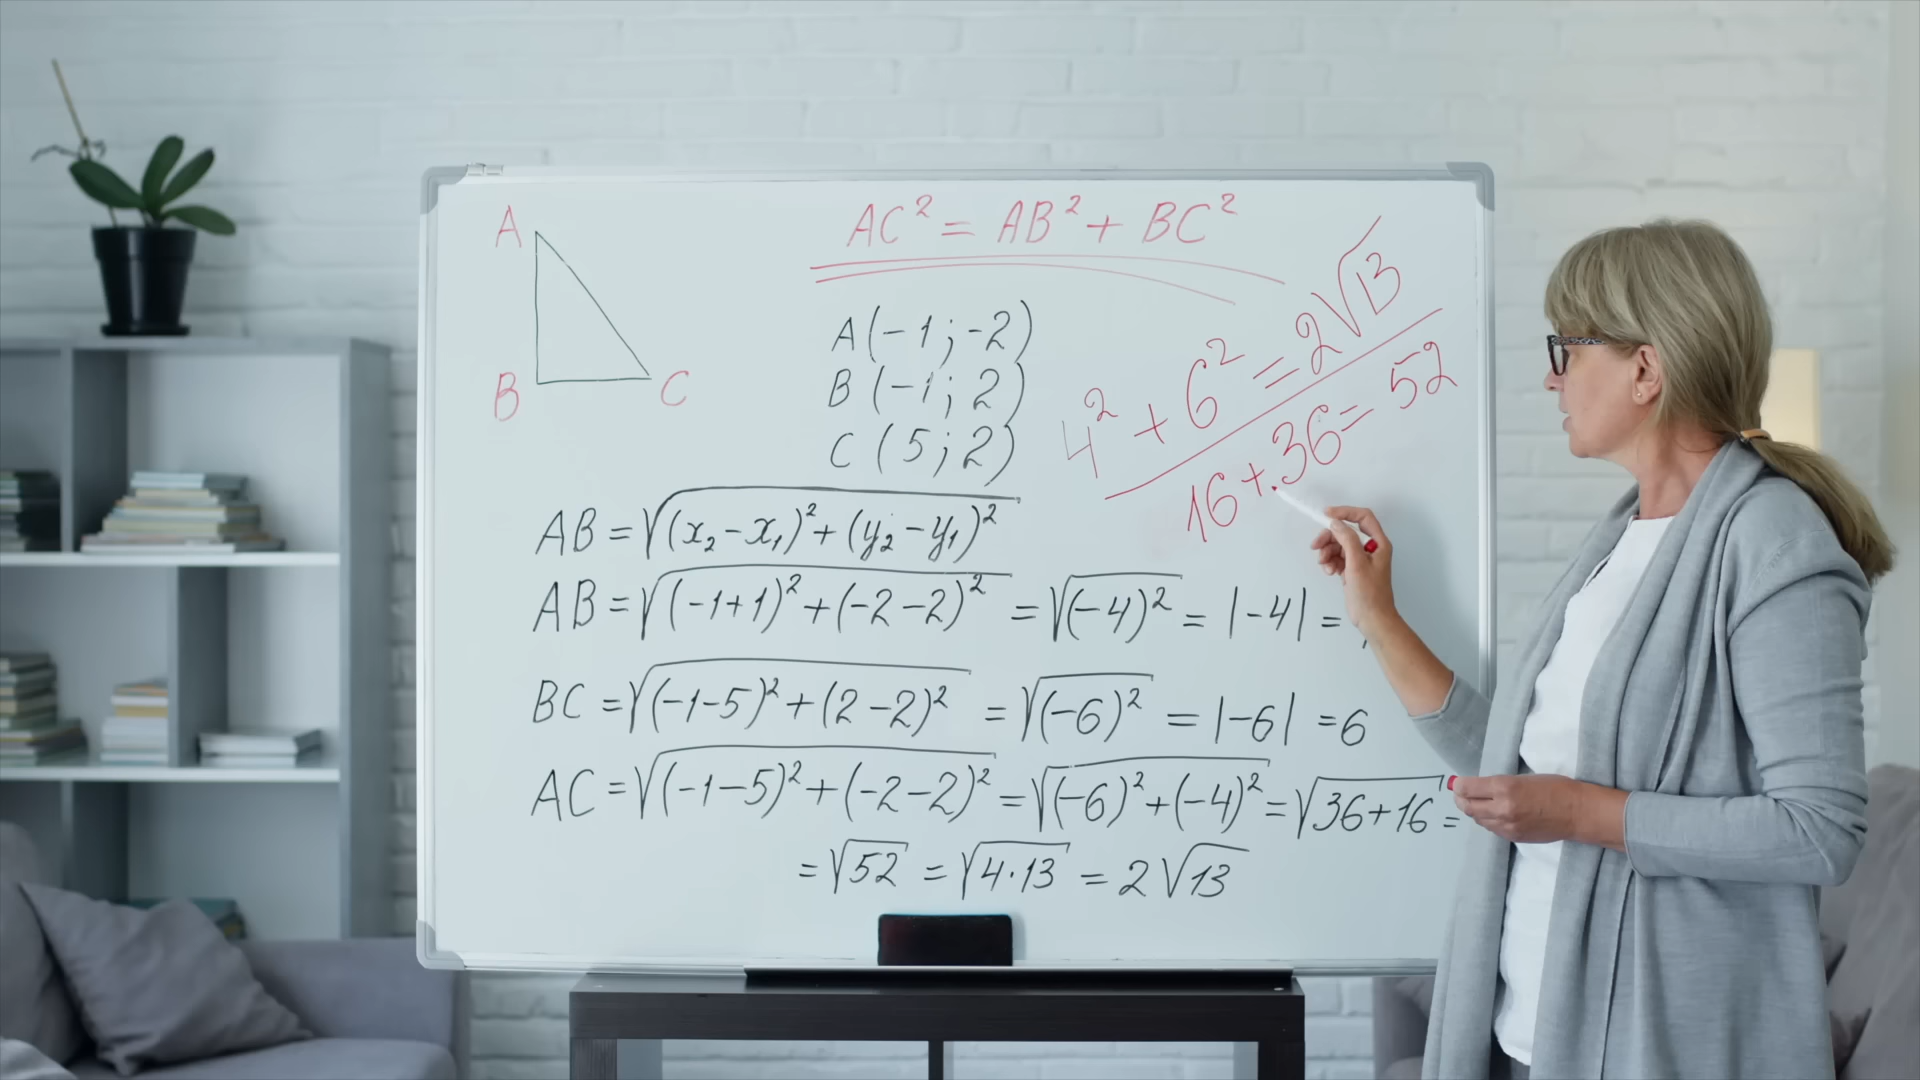 A
B
C
AC² = AB² + BC²
A(-1; -2)
B(-1; 2)
C(5; 2)
4² + 6² = 2√13
16 + 36 = 52
AB = √((x₂ - x₁)² + (y₂ - y₁)²)
AB = √((-1+1)² + (-2-2)²) = √((-4)²) = |-4| =
BC = √((-1-5)² + (2-2)²) = √((-6)²) = |-6| = 6
AC = √((-1-5)² + (-2-2)²) = √((-6)² + (-4)²) = √(36+16) =
= √52 = √(4·13) = 2√13